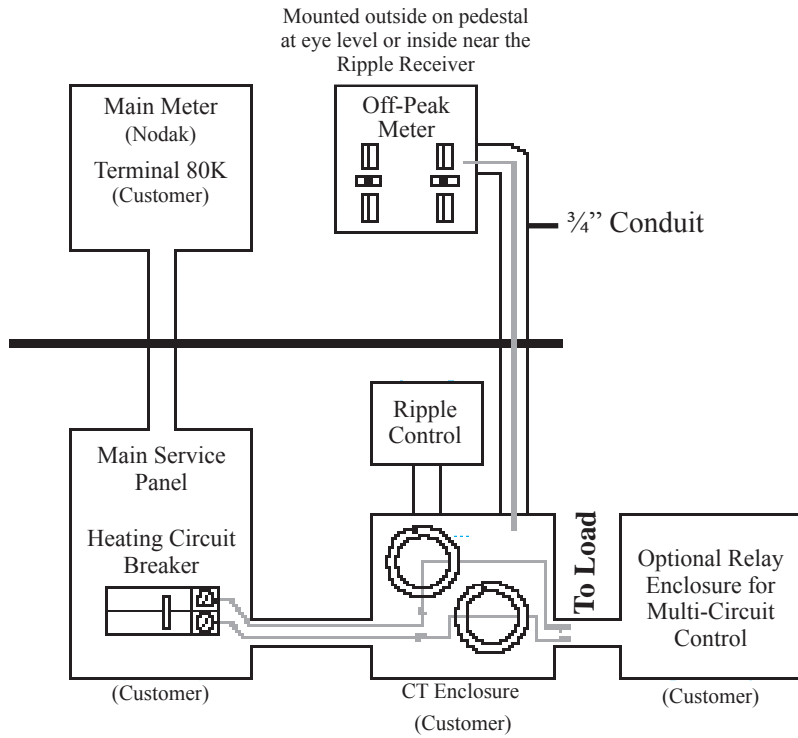 Mounted outside on pedestal
at eye level or inside near the
Ripple Receiver
Main Meter
(Nodak)
Terminal 80K
(Customer)
Off-Peak
Meter
¾” Conduit
Ripple
Control
Main Service
Panel
Heating Circuit
Breaker
(Customer)
CT Enclosure
(Customer)
To Load
Optional Relay
Enclosure for
Multi-Circuit
Control
(Customer)